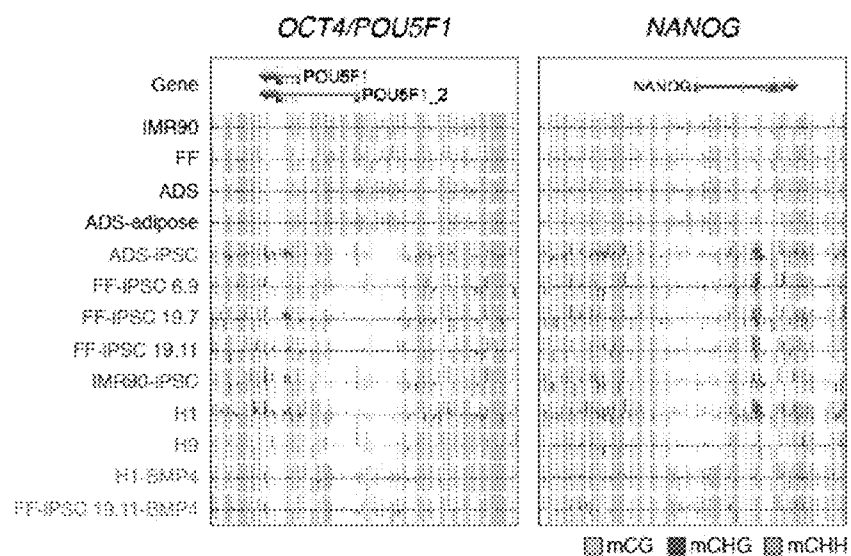 OCT4/POU5F1 NANOG
Gene
POU5F1
POU5F1_2
NANOG
IMR90
FF
ADS
ADS-adipose
ADS-iPSC
FF-iPSC 6.9
FF-iPSC 19.7
FF-iPSC 19.11
IMR90-iPSC
H1
H9
H1-BMP4
FF-iPSC 19.11-BMP4
mCG mCHG mCHH